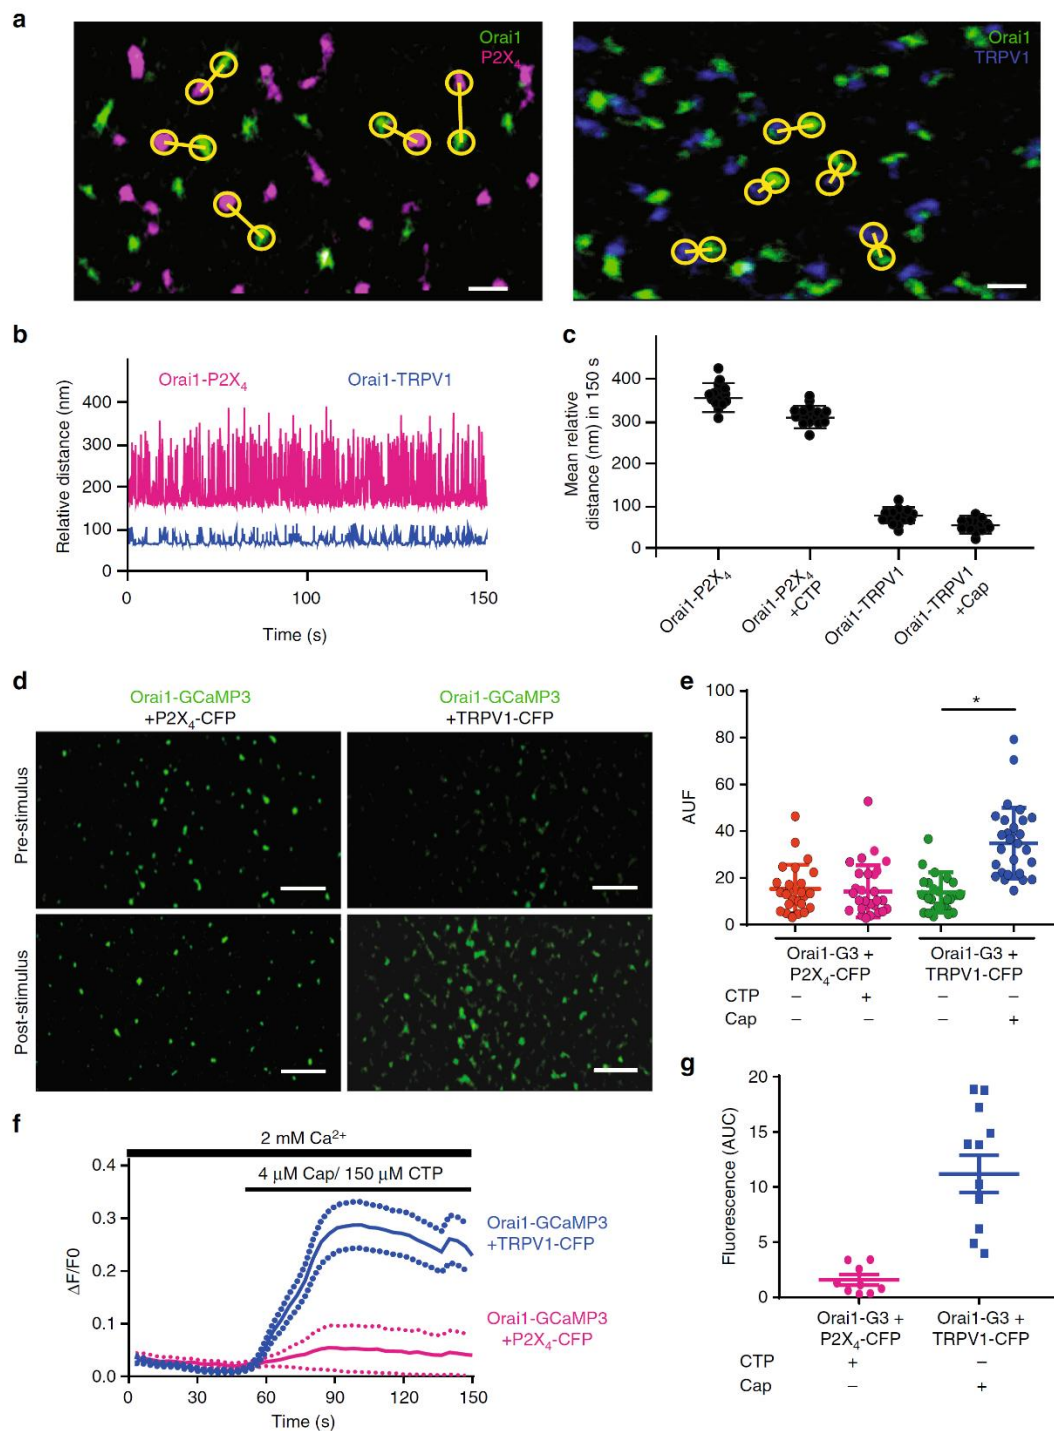 a
Orai1
P2X4
Orai1
TRPV1
b
Orai1-P2X4
Orai1-TRPV1
Relative distance (nm)
400
300
200
100
0
0
100
150
Time (s)
c
Mean relative
distance (nm) in 150 s
400
300
200
100
0
Orai1-P2X4
Orai1-P2X4
+CTP
Orai1-TRPV1
Orai1-TRPV1
+Cap
d
Orai1-GCaMP3
+P2X4-CFP
Orai1-GCaMP3
+TRPV1-CFP
Pre-stimulus
Post-stimulus
e
AUF
100
80
60
40
20
0
*
Orai1-G3 +
P2X4-CFP
Orai1-G3 +
TRPV1-CFP
CTP – + – –
Cap – – – +
f
2 mM Ca2+
4 μM Cap/ 150 μM CTP
ΔF/F0
0.4
0.3
0.2
0.1
0.0
0 30 60 90 120 150
Time (s)
Orai1-GCaMP3
+TRPV1-CFP
Orai1-GCaMP3
+P2X4-CFP
g
Fluorescence (AUC)
20
15
10
5
0
Orai1-G3 +
P2X4-CFP
Orai1-G3 +
TRPV1-CFP
CTP + –
Cap – +